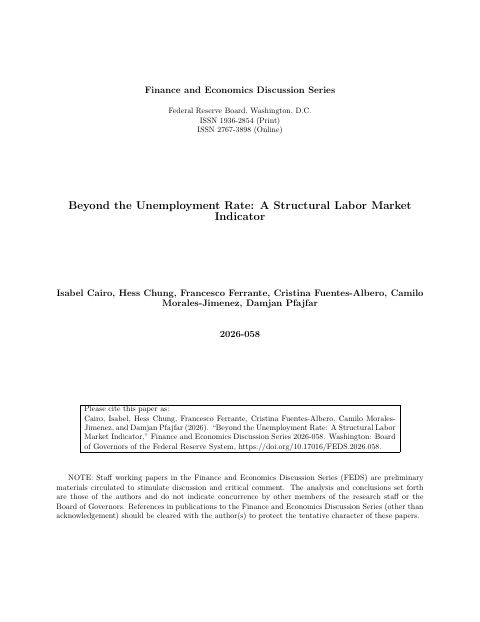 Finance and Economics Discussion Series
Federal Reserve Board, Washington, D.C.
ISSN 1936-2854 (Print)
ISSN 2767-3898 (Online)
Beyond the Unemployment Rate: A Structural Labor Market
Indicator
Isabel Cairo, Hess Chung, Francesco Ferrante, Cristina Fuentes-Albero, Camilo
Morales-Jimenez, Damjan Pfajfar
2026-058
Please cite this paper as:
Cairo, Isabel, Hess Chung, Francesco Ferrante, Cristina Fuentes-Albero, Camilo Morales-
Jimenez, and Damjan Pfajfar (2026). "Beyond the Unemployment Rate: A Structural Labor
Market Indicator," Finance and Economics Discussion Series 2026-058. Washington: Board
of Governors of the Federal Reserve System, https://doi.org/10.17016/FEDS.2026.058.
NOTE: Staff working papers in the Finance and Economics Discussion Series (FEDS) are preliminary
materials circulated to stimulate discussion and critical comment. The analysis and conclusions set forth
are those of the authors and do not indicate concurrence by other members of the research staff or the
Board of Governors. References in publications to the Finance and Economics Discussion Series (other than
acknowledgement) should be cleared with the author(s) to protect the tentative character of these papers.